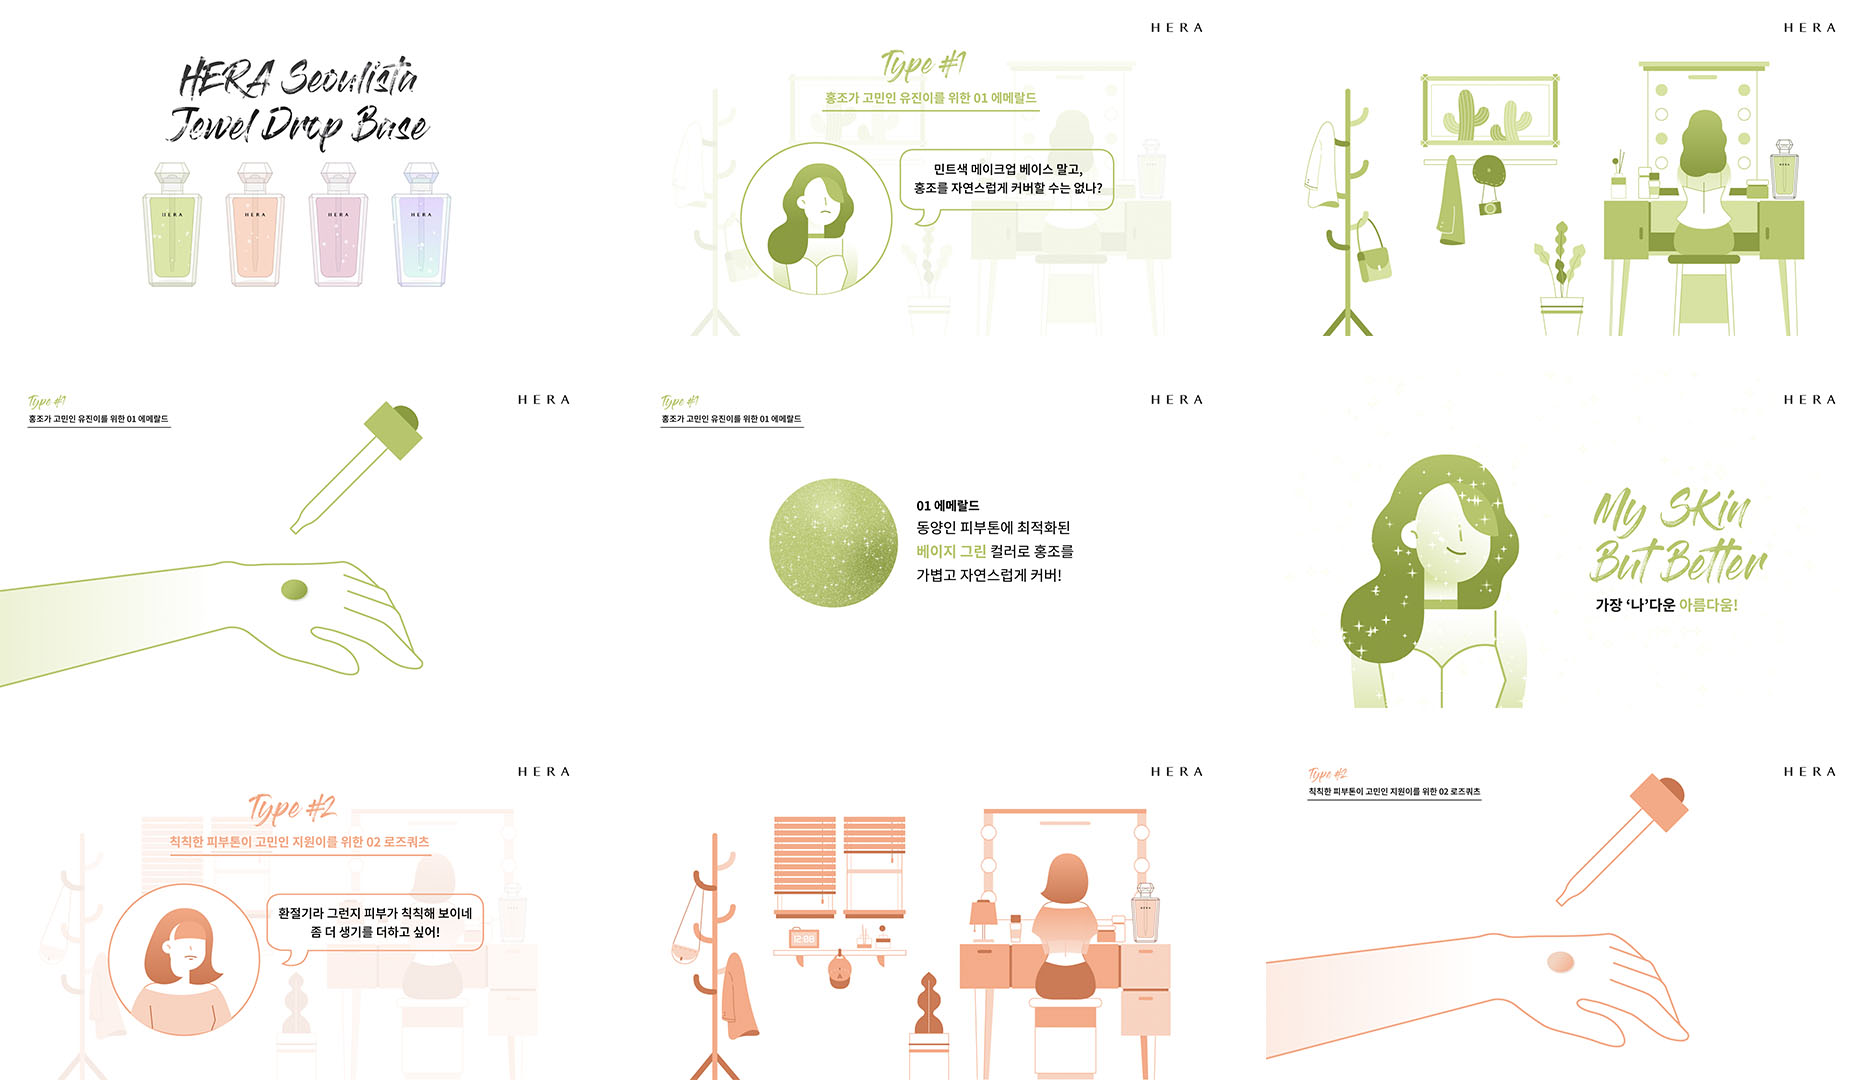 HERA Seoulista
Jewel Drop Base
HERA
HERA
HERA
HERA
HERA
Type #1
홍조가 고민인 유진이를 위한 01 에메랄드
민트색 메이크업 베이스 말고,
홍조를 자연스럽게 커버할 수는 없나?
HERA
HERA
Type #1
홍조가 고민인 유진이를 위한 01 에메랄드
HERA
Type #1
홍조가 고민인 유진이를 위한 01 에메랄드
HERA
01 에메랄드
동양인 피부톤에 최적화된
베이지 그린 컬러로 홍조를
가볍고 자연스럽게 커버!
HERA
My Skin
But Better
가장 ‘나’다운 아름다움!
HERA
Type #2
칙칙한 피부톤이 고민인 지원이를 위한 02 로즈쿼츠
환절기라 그런지 피부가 칙칙해 보이네
좀 더 생기를 더하고 싶어!
HERA
12:00
HERA
Type #2
칙칙한 피부톤이 고민인 지원이를 위한 02 로즈쿼츠
HERA